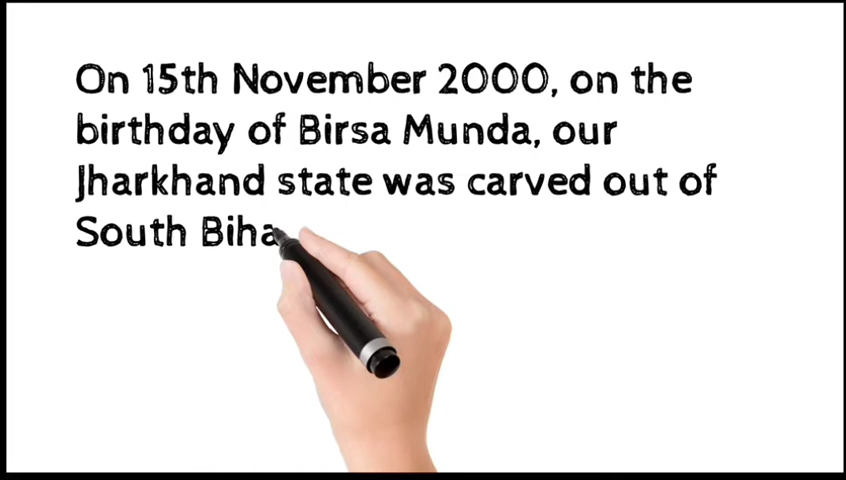 On 15th November 2000, on the
birthday of Birsa Munda, our
Jharkhand state was carved out of
South Biha